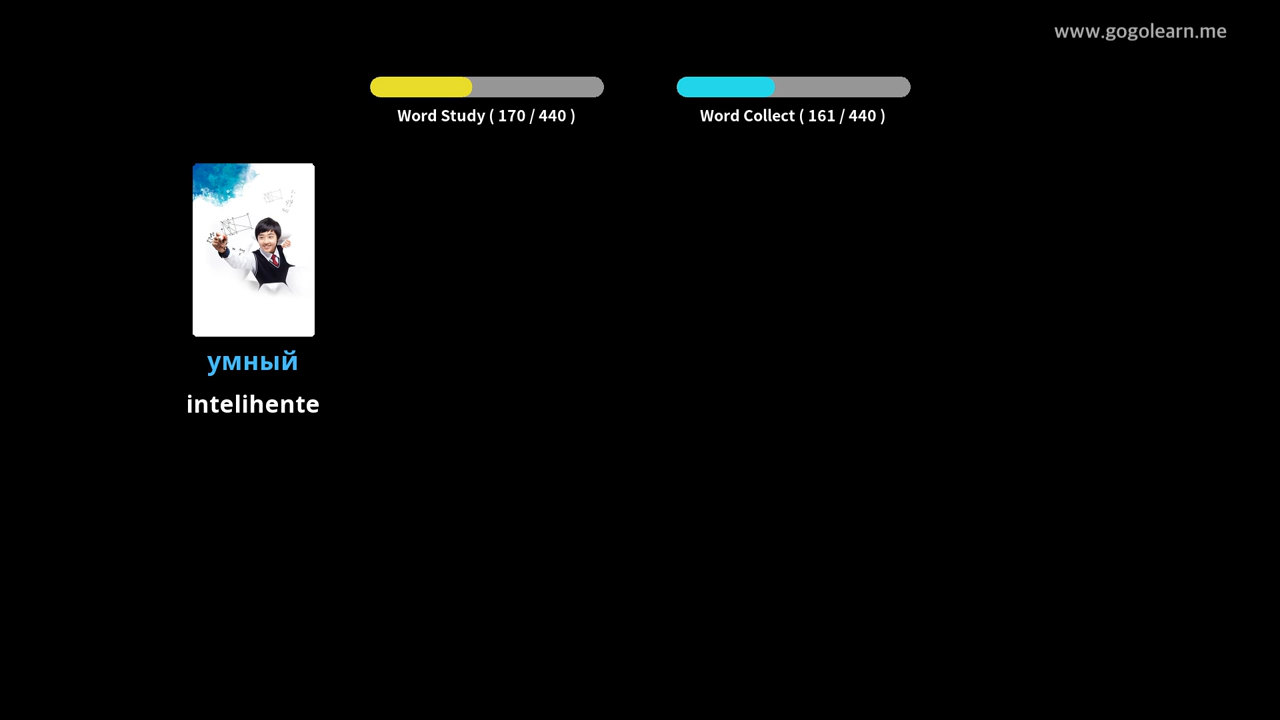 www.gogolearn.me
Word Study ( 170 / 440 )
Word Collect ( 161 / 440 )
умный
intelihente